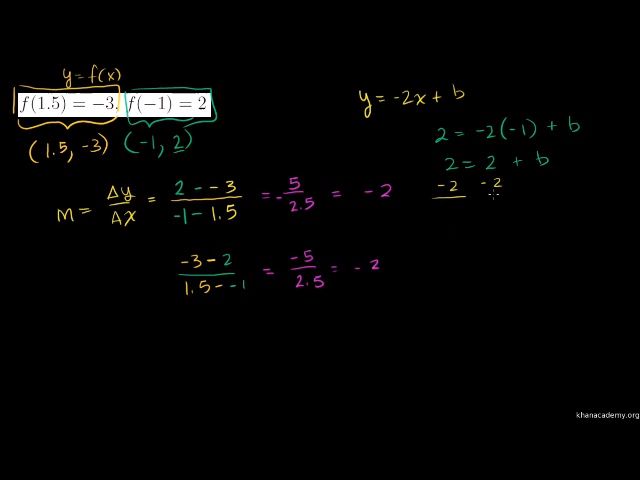 y = f(x)
f(1.5) = −3, f(−1) = 2
(1.5, -3) (-1, 2)
m = Δy/Δx = (2 - -3)/(-1 - 1.5) = 5/-2.5 = -2
(-3 - 2)/(1.5 - -1) = -5/2.5 = -2
y = -2x + b
2 = -2(-1) + b
2 = 2 + b
-2 -2
khanacademy.org